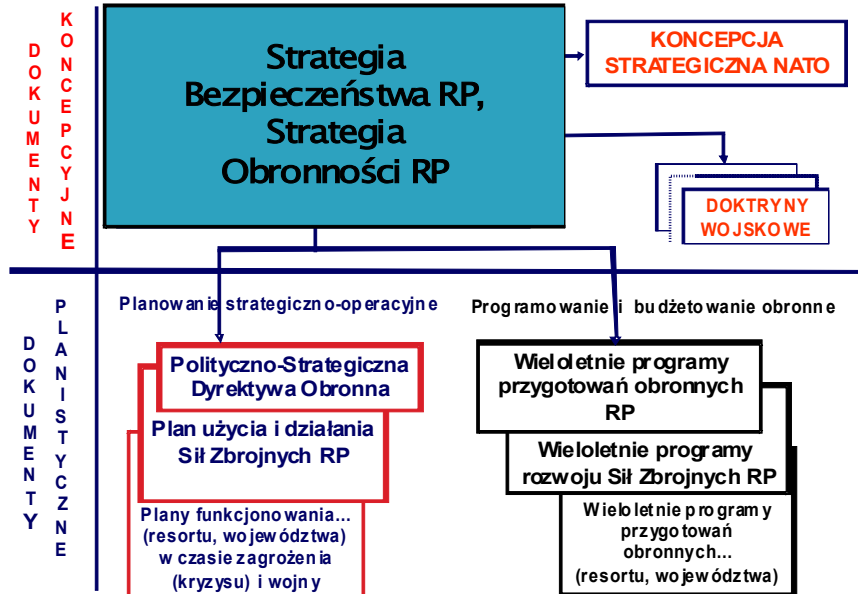 DOKUMENTY
KONCEPCYJNE
Strategia
Bezpieczeństwa RP,
Strategia
Obronności RP
KONCEPCJA
STRATEGICZNA NATO
DOKTRYNY
WOJSKOWE
DOKUMENTY
PLANISTYCZNE
Planowanie strategiczno-operacyjne
Polityczno-Strategiczna
Dyrektywa Obronna
Plan użycia i działania
Sił Zbrojnych RP
Plany funkcjonowania...
(resortu, województwa)
w czasie zagrożenia
(kryzysu) i wojny
Programowanie i budżetowanie obronne
Wieloletnie programy
przygotowań obronnych
RP
Wieloletnie programy
rozwoju Sił Zbrojnych RP
Wieloletnie programy
przygotowań
obronnych...
(resortu, województwa)